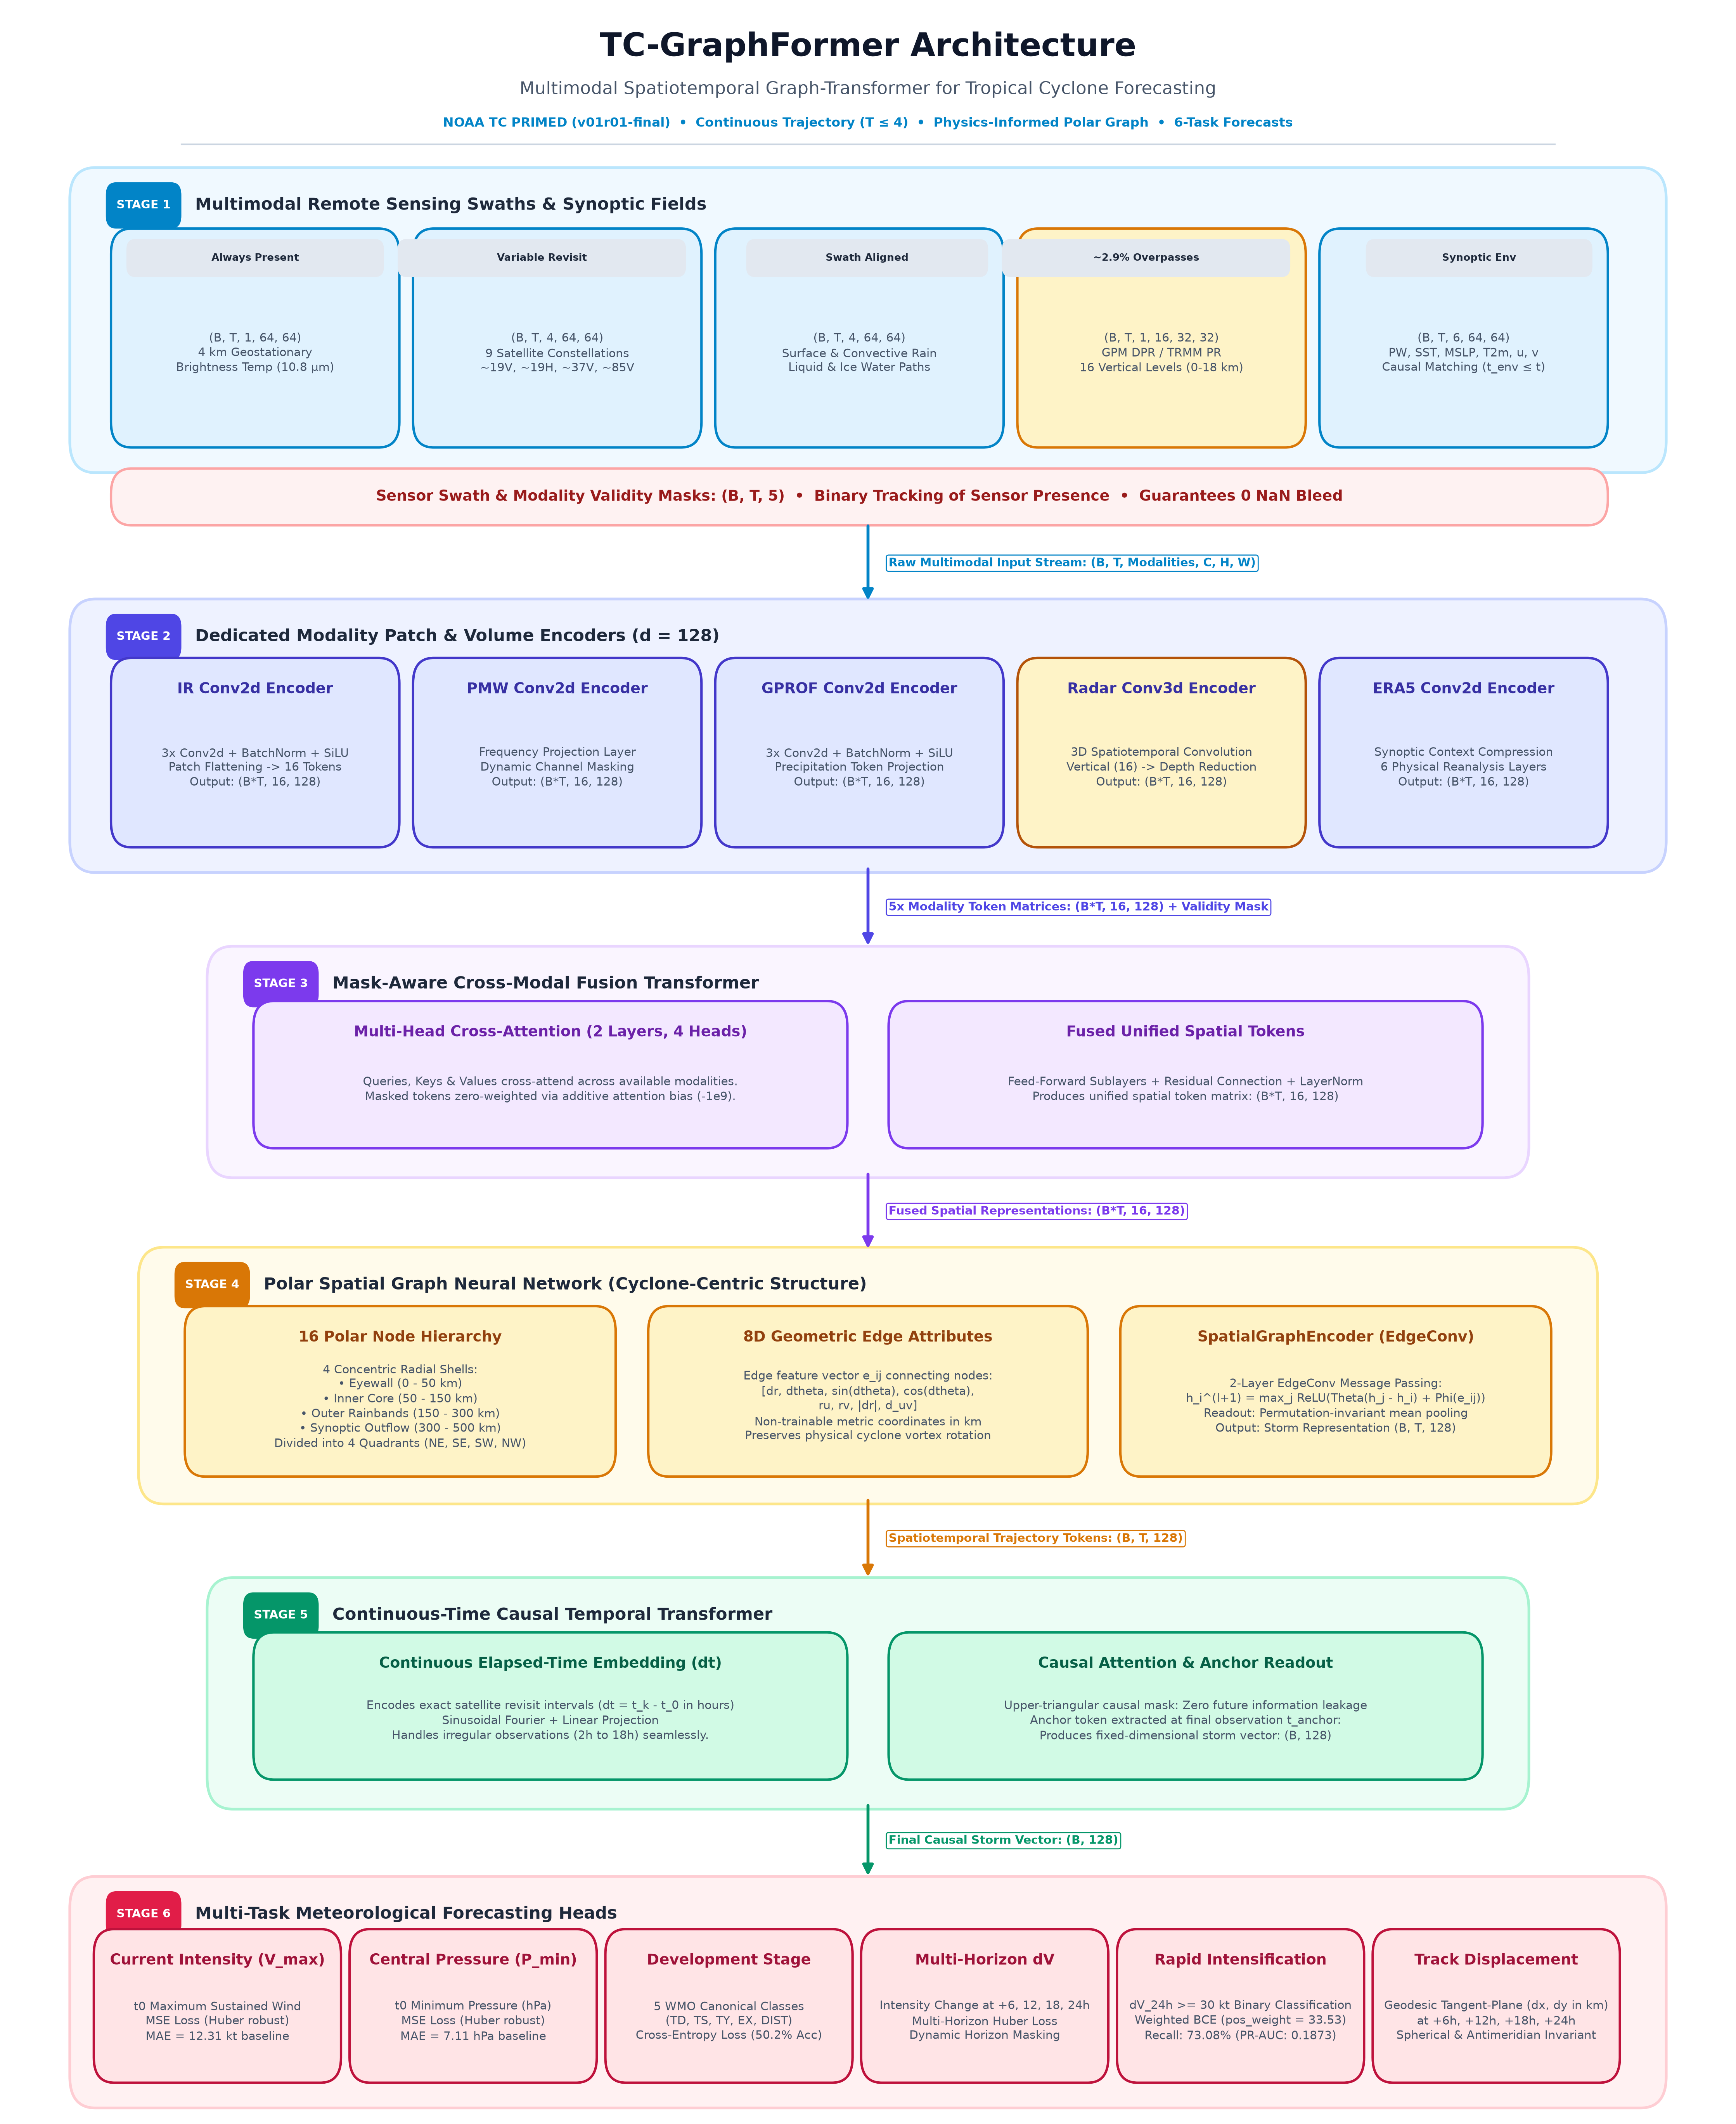 TC-GraphFormer Architecture
Multimodal Spatiotemporal Graph-Transformer for Tropical Cyclone Forecasting
NOAA TC PRIMED (v01r01-final) • Continuous Trajectory (T ≤ 4) • Physics-Informed Polar Graph • 6-Task Forecasts
STAGE 1
Multimodal Remote Sensing Swaths & Synoptic Fields
Always Present
(B, T, 1, 64, 64)
4 km Geostationary
Brightness Temp (10.8 μm)
Variable Revisit
(B, T, 4, 64, 64)
9 Satellite Constellations
~19V, ~19H, ~37V, ~85V
Swath Aligned
(B, T, 4, 64, 64)
Surface & Convective Rain
Liquid & Ice Water Paths
~2.9% Overpasses
(B, T, 1, 16, 32, 32)
GPM DPR / TRMM PR
16 Vertical Levels (0-18 km)
Synoptic Env
(B, T, 6, 64, 64)
PW, SST, MSLP, T2m, u, v
Causal Matching (t_env ≤ t)
Sensor Swath & Modality Validity Masks: (B, T, 5) • Binary Tracking of Sensor Presence • Guarantees 0 NaN Bleed
Raw Multimodal Input Stream: (B, T, Modalities, C, H, W)
STAGE 2
Dedicated Modality Patch & Volume Encoders (d = 128)
IR Conv2d Encoder
3x Conv2d + BatchNorm + SiLU
Patch Flattening -> 16 Tokens
Output: (B*T, 16, 128)
PMW Conv2d Encoder
Frequency Projection Layer
Dynamic Channel Masking
Output: (B*T, 16, 128)
GPROF Conv2d Encoder
3x Conv2d + BatchNorm + SiLU
Precipitation Token Projection
Output: (B*T, 16, 128)
Radar Conv3d Encoder
3D Spatiotemporal Convolution
Vertical (16) -> Depth Reduction
Output: (B*T, 16, 128)
ERA5 Conv2d Encoder
Synoptic Context Compression
6 Physical Reanalysis Layers
Output: (B*T, 16, 128)
5x Modality Token Matrices: (B*T, 16, 128) + Validity Mask
STAGE 3
Mask-Aware Cross-Modal Fusion Transformer
Multi-Head Cross-Attention (2 Layers, 4 Heads)
Queries, Keys & Values cross-attend across available modalities.
Masked tokens zero-weighted via additive attention bias (-1e9).
Fused Unified Spatial Tokens
Feed-Forward Sublayers + Residual Connection + LayerNorm
Produces unified spatial token matrix: (B*T, 16, 128)
Fused Spatial Representations: (B*T, 16, 128)
STAGE 4
Polar Spatial Graph Neural Network (Cyclone-Centric Structure)
16 Polar Node Hierarchy
4 Concentric Radial Shells:
• Eyewall (0 - 50 km)
• Inner Core (50 - 150 km)
• Outer Rainbands (150 - 300 km)
• Synoptic Outflow (300 - 500 km)
Divided into 4 Quadrants (NE, SE, SW, NW)
8D Geometric Edge Attributes
Edge feature vector e_ij connecting nodes:
[dr, dtheta, sin(dtheta), cos(dtheta),
ru, rv, |dr|, d_uv]
Non-trainable metric coordinates in km
Preserves physical cyclone vortex rotation
SpatialGraphEncoder (EdgeConv)
2-Layer EdgeConv Message Passing:
h_i^(l+1) = max_j ReLU(Theta(h_j - h_i) + Phi(e_ij))
Readout: Permutation-invariant mean pooling
Output: Storm Representation (B, T, 128)
Spatiotemporal Trajectory Tokens: (B, T, 128)
STAGE 5
Continuous-Time Causal Temporal Transformer
Continuous Elapsed-Time Embedding (dt)
Encodes exact satellite revisit intervals (dt = t_k - t_0 in hours)
Sinusoidal Fourier + Linear Projection
Handles irregular observations (2h to 18h) seamlessly.
Causal Attention & Anchor Readout
Upper-triangular causal mask: Zero future information leakage
Anchor token extracted at final observation t_anchor:
Produces fixed-dimensional storm vector: (B, 128)
Final Causal Storm Vector: (B, 128)
STAGE 6
Multi-Task Meteorological Forecasting Heads
Current Intensity (V_max)
t0 Maximum Sustained Wind
MSE Loss (Huber robust)
MAE = 12.31 kt baseline
Central Pressure (P_min)
t0 Minimum Pressure (hPa)
MSE Loss (Huber robust)
MAE = 7.11 hPa baseline
Development Stage
5 WMO Canonical Classes
(TD, TS, TY, EX, DIST)
Cross-Entropy Loss (50.2% Acc)
Multi-Horizon dV
Intensity Change at +6, 12, 18, 24h
Multi-Horizon Huber Loss
Dynamic Horizon Masking
Rapid Intensification
dV_24h >= 30 kt Binary Classification
Weighted BCE (pos_weight = 33.53)
Recall: 73.08% (PR-AUC: 0.1873)
Track Displacement
Geodesic Tangent-Plane (dx, dy in km)
at +6h, +12h, +18h, +24h
Spherical & Antimeridian Invariant